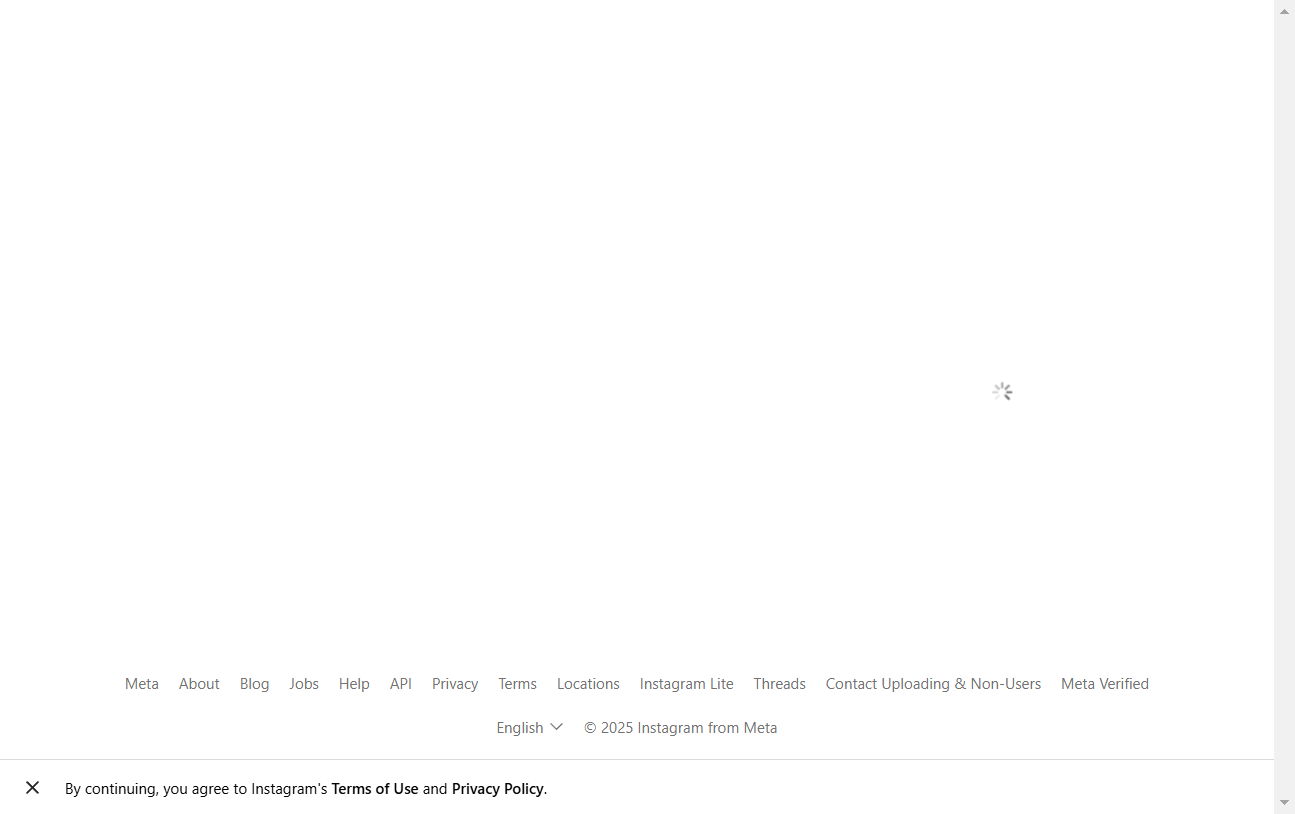 Meta About Blog Jobs Help API Privacy Terms Locations Instagram Lite Threads Contact Uploading & Non-Users Meta Verified
English © 2025 Instagram from Meta
By continuing, you agree to Instagram's Terms of Use and Privacy Policy.